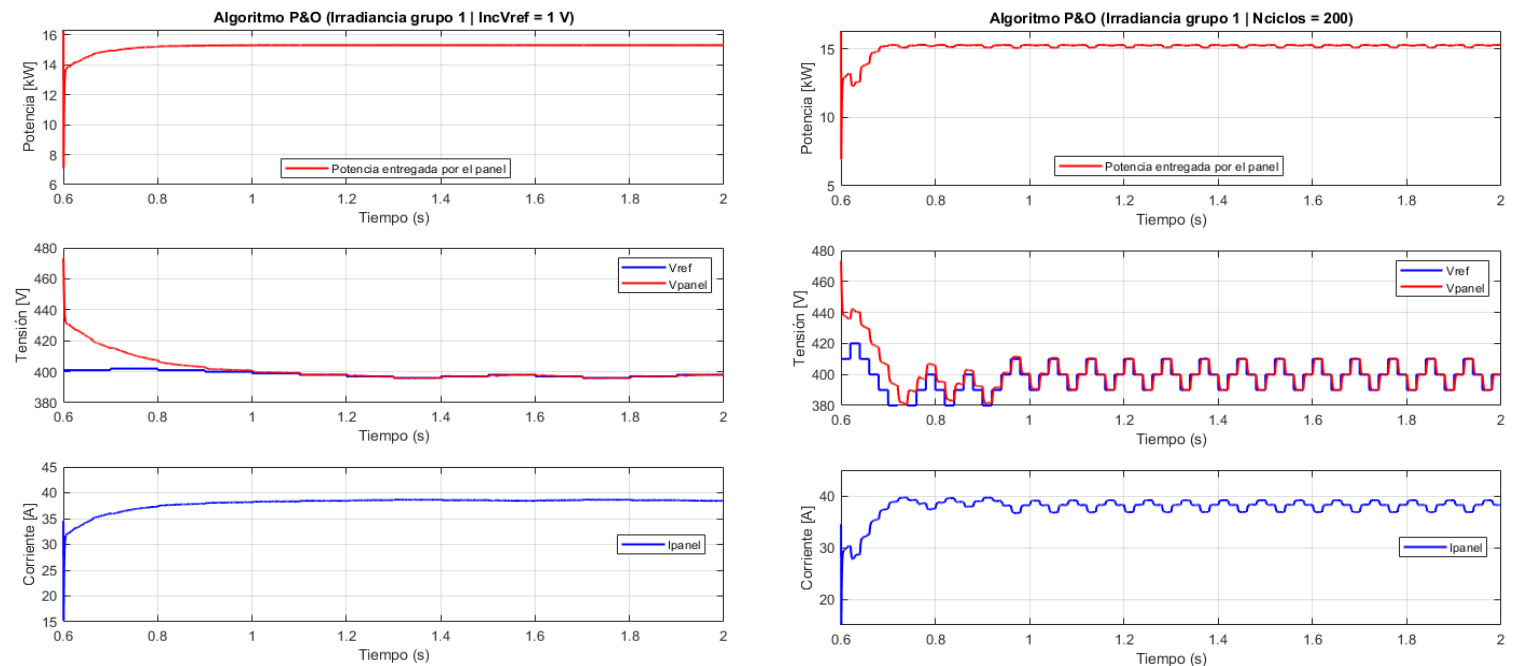 Algoritmo P&O (Irradiancia grupo 1 | IncVref = 1 V)
16
14
12
10
8
6
Potencia [kW]
Potencia entregada por el panel
0.6 0.8 1 1.2 1.4 1.6 1.8 2
Tiempo (s)
480
460
440
420
400
380
Tensión [V]
Vref
Vpanel
0.6 0.8 1 1.2 1.4 1.6 1.8 2
Tiempo (s)
45
40
35
30
25
20
15
Corriente [A]
Ipanel
0.6 0.8 1 1.2 1.4 1.6 1.8 2
Tiempo (s)
Algoritmo P&O (Irradiancia grupo 1 | Nciclos = 200)
15
10
5
Potencia [kW]
Potencia entregada por el panel
0.6 0.8 1 1.2 1.4 1.6 1.8 2
Tiempo (s)
480
460
440
420
400
380
Tensión [V]
Vref
Vpanel
0.6 0.8 1 1.2 1.4 1.6 1.8 2
Tiempo (s)
40
30
20
Corriente [A]
Ipanel
0.6 0.8 1 1.2 1.4 1.6 1.8 2
Tiempo (s)